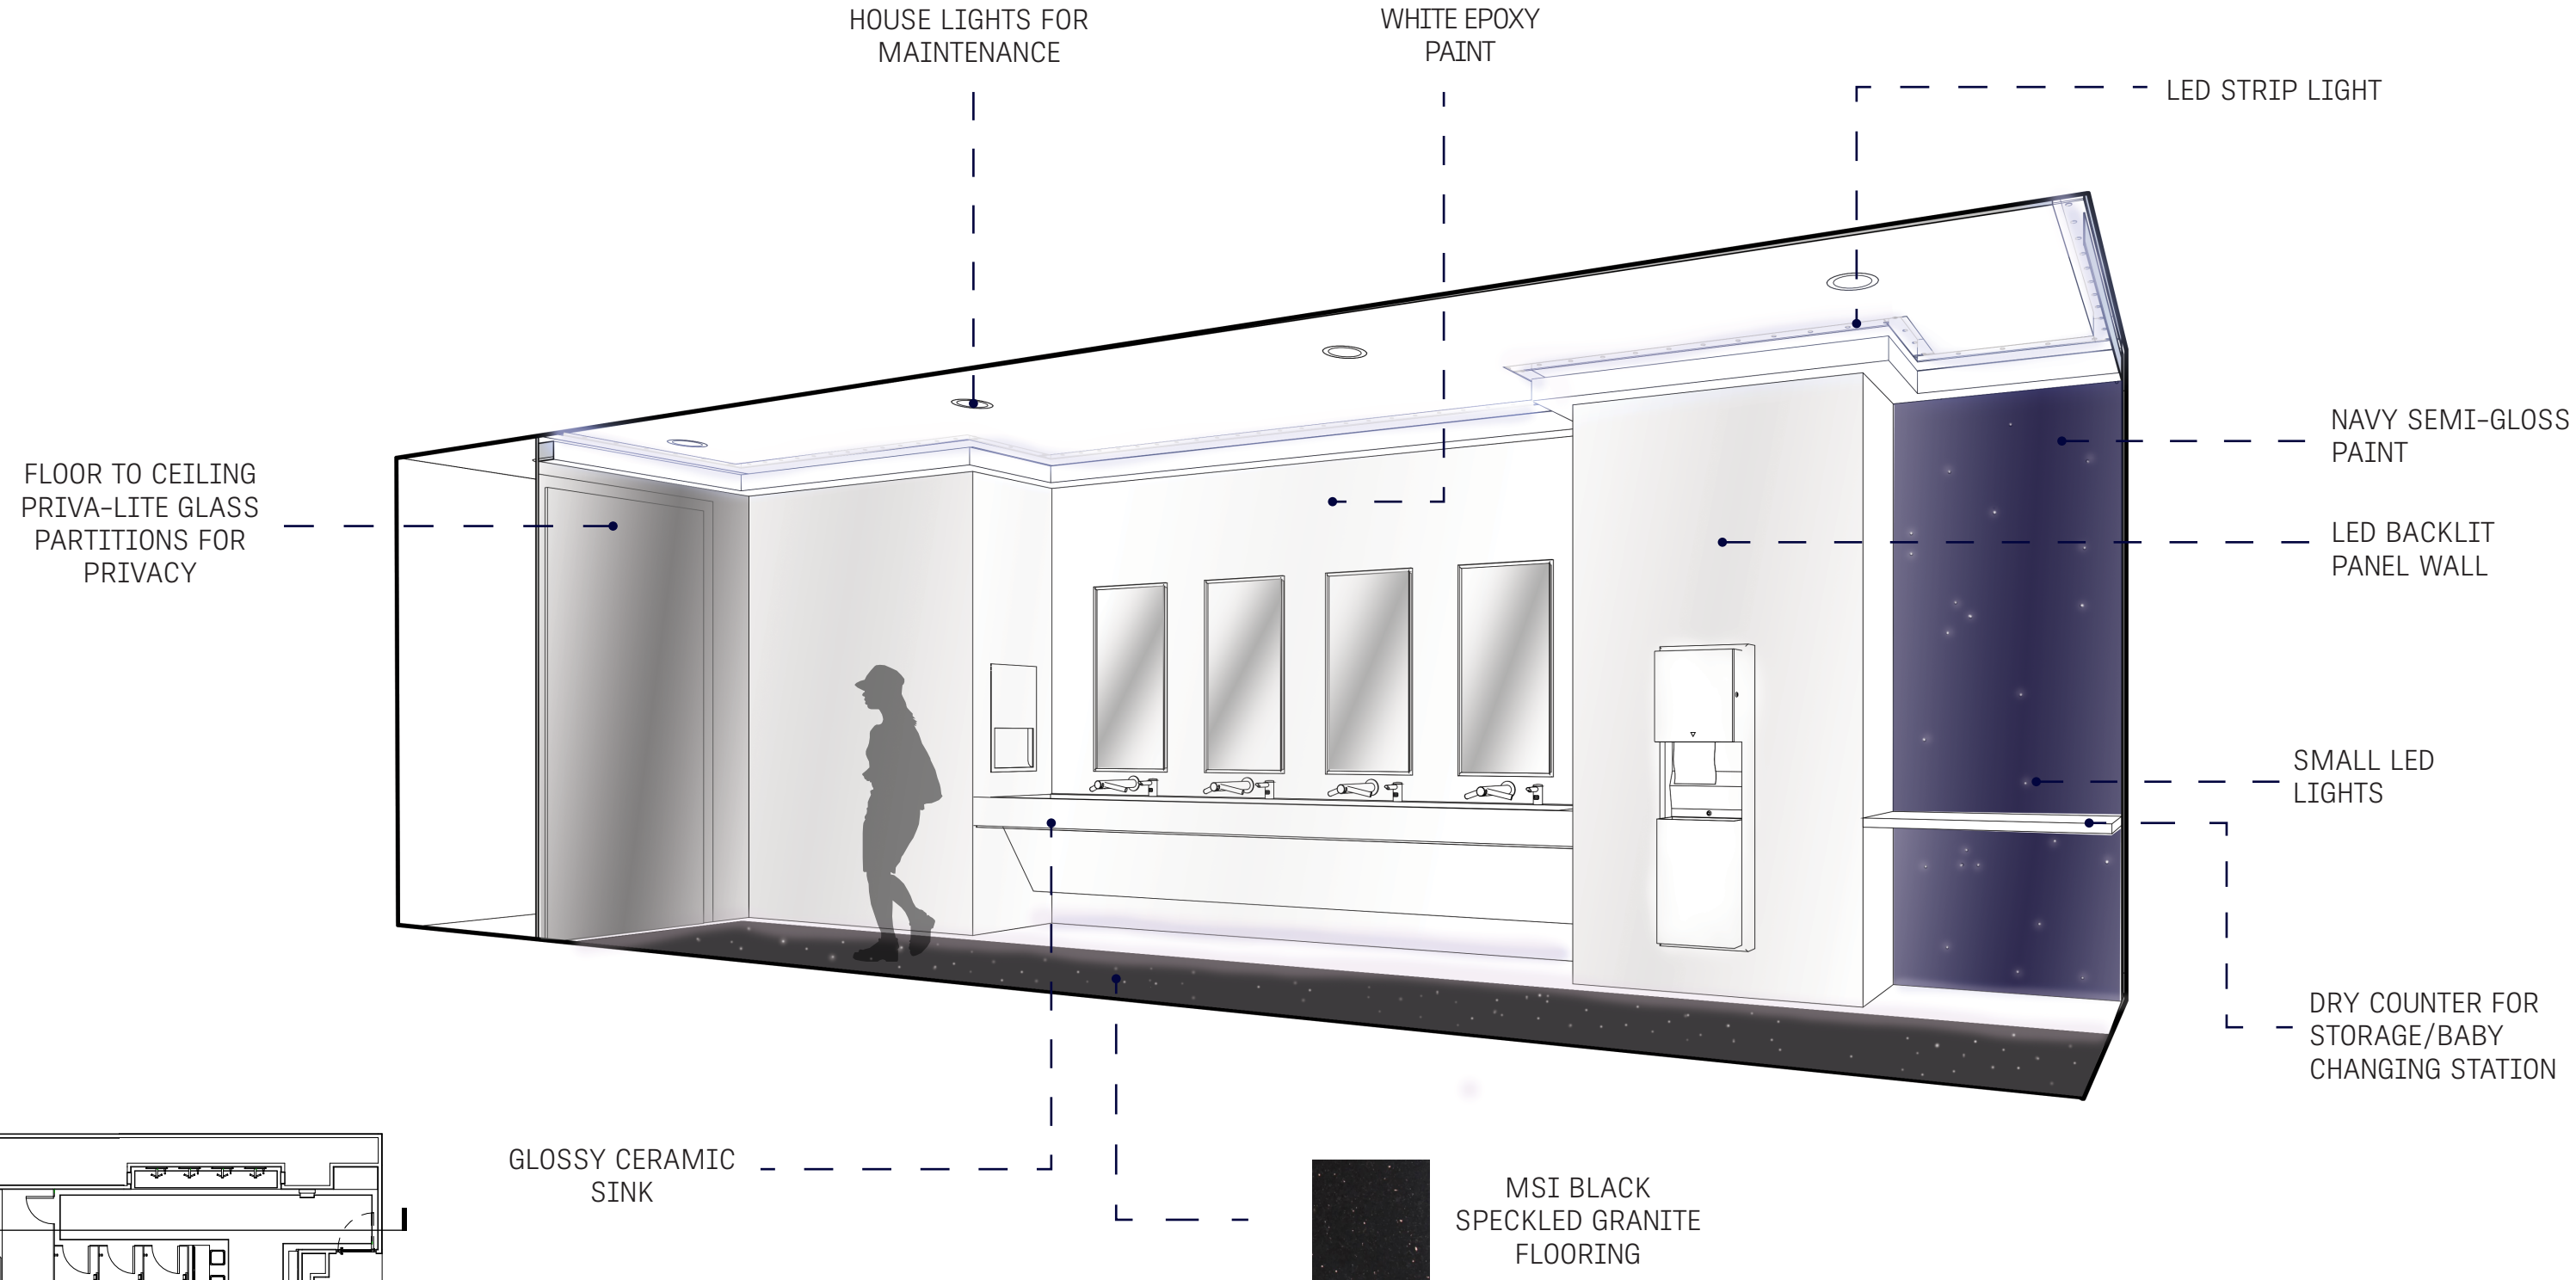 HOUSE LIGHTS FOR
MAINTENANCE
WHITE EPOXY
PAINT
LED STRIP LIGHT
FLOOR TO CEILING
PRIVA-LITE GLASS
PARTITIONS FOR
PRIVACY
NAVY SEMI-GLOSS
PAINT
LED BACKLIT
PANEL WALL
SMALL LED
LIGHTS
DRY COUNTER FOR
STORAGE/BABY
CHANGING STATION
GLOSSY CERAMIC
SINK
MSI BLACK
SPECKLED GRANITE
FLOORING